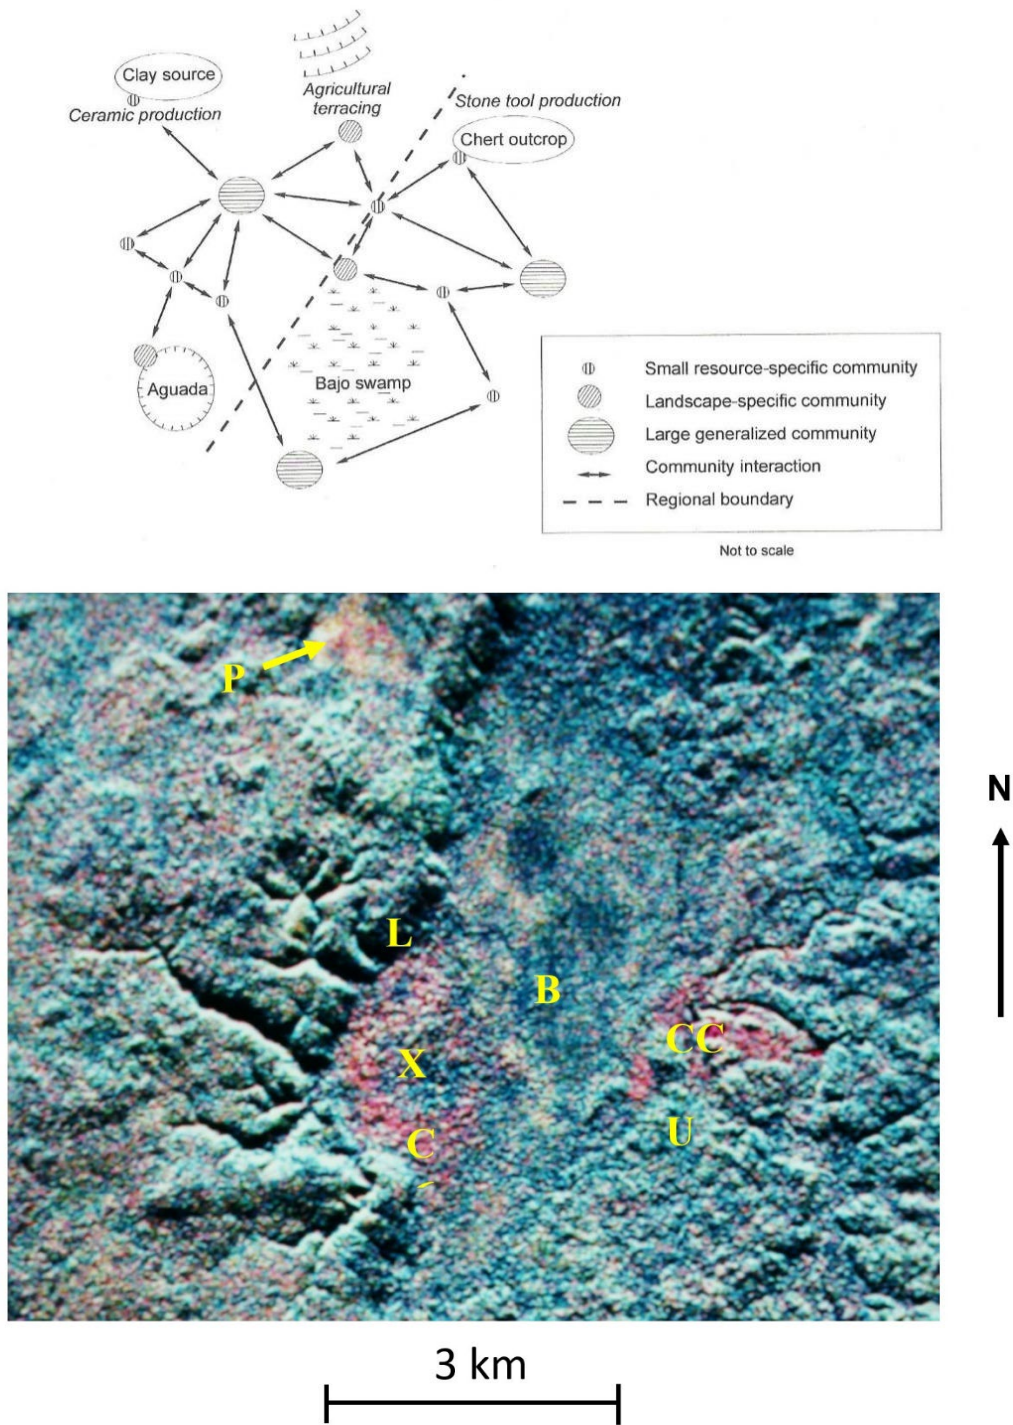 Clay source
Ceramic production
Agricultural
terracing
Stone tool production
Chert outcrop
Aguada
Bajo swamp
Small resource-specific community
Landscape-specific community
Large generalized community
Community interaction
Regional boundary
Not to scale
P
L
B
CC
X
C
U
N
3 km